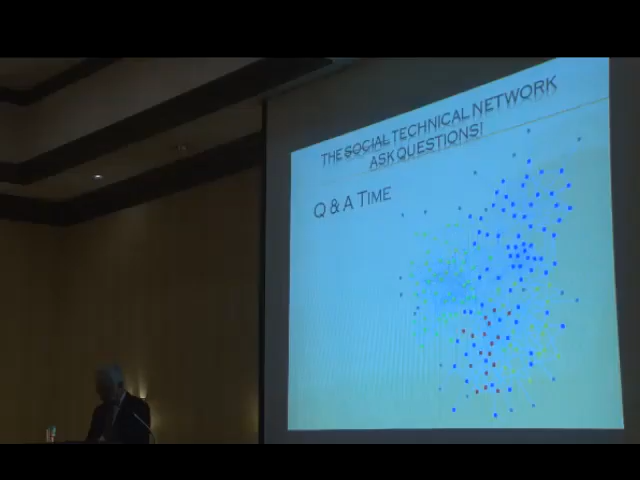 THE SOCIAL TECHNICAL NETWORK
ASK QUESTIONS!
Q & A TIME